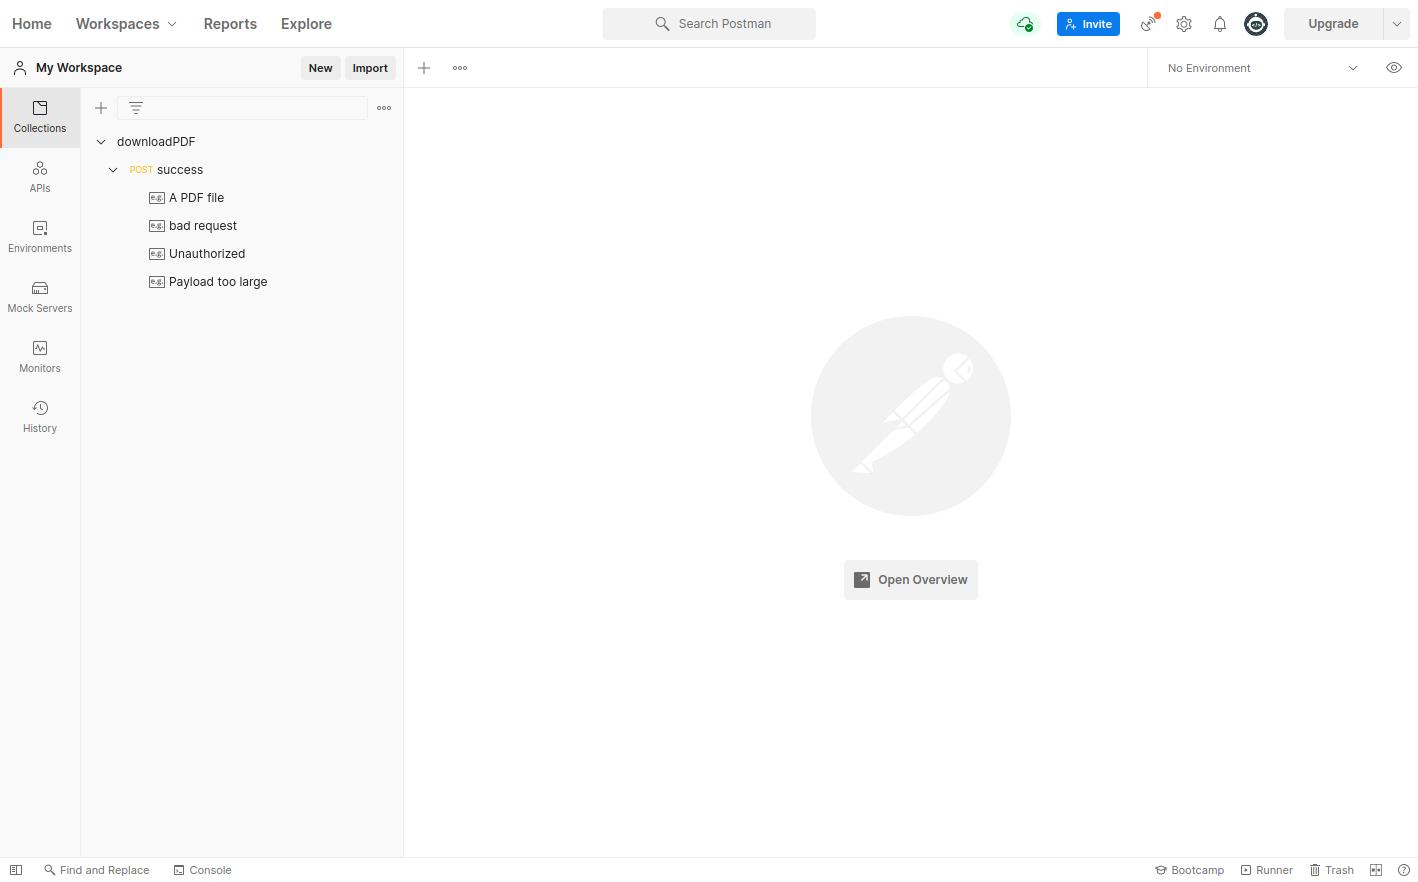 Home Workspaces Reports Explore Search Postman Invite Upgrade
My Workspace New Import No Environment
Collections
APIs
Environments
Mock Servers
Monitors
History
downloadPDF
POST success
e.g. A PDF file
e.g. bad request
e.g. Unauthorized
e.g. Payload too large
Open Overview
Find and Replace Console Bootcamp Runner Trash